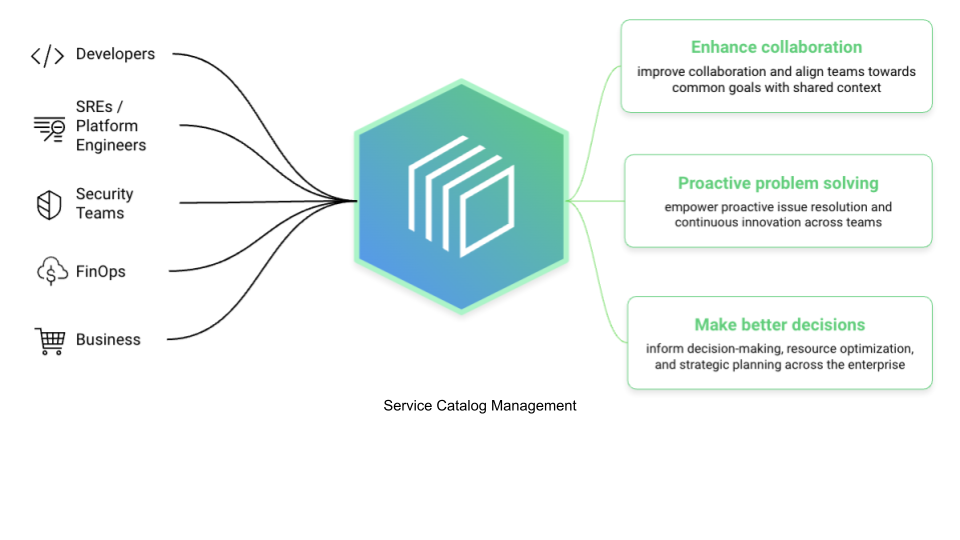 Developers
SREs /
Platform
Engineers
Security
Teams
FinOps
Business
Enhance collaboration
improve collaboration and align teams towards
common goals with shared context
Proactive problem solving
empower proactive issue resolution and
continuous innovation across teams
Make better decisions
inform decision-making, resource optimization,
and strategic planning across the enterprise
Service Catalog Management